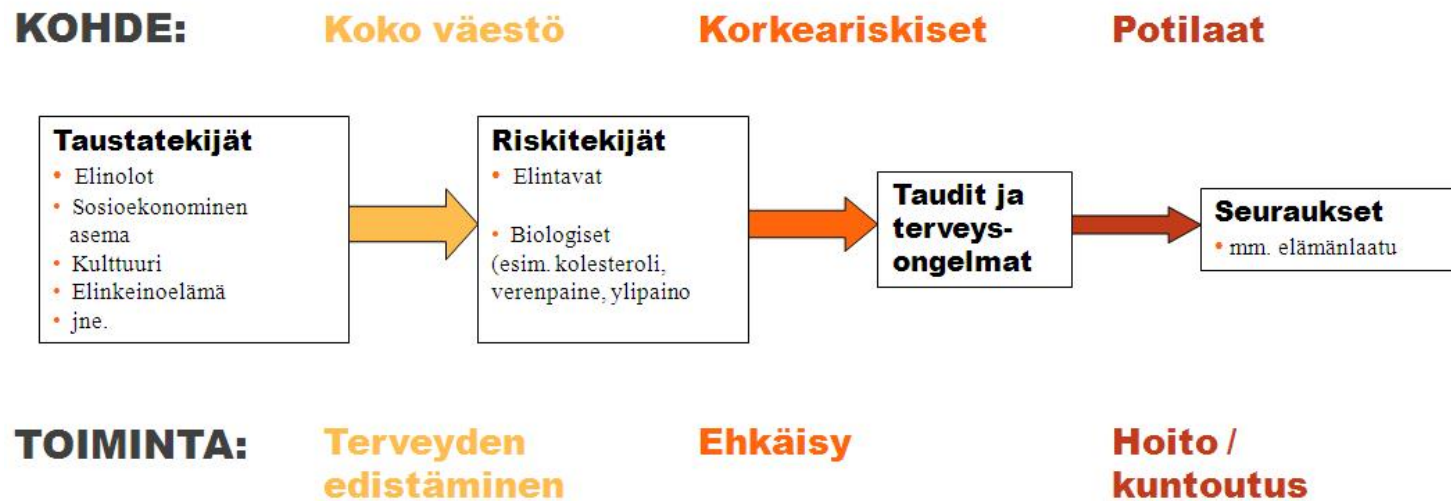 KOHDE: Koko väestö Korkeariskiset Potilaat
Taustatekijät
• Elinolot
• Sosioekonominen
asema
• Kulttuuri
• Elinkeinoelämä
• jne.
Riskitekijät
• Elintavat
• Biologiset
(esim. kolesteroli,
verenpaine, ylipaino
Taudit ja
terveys-
ongelmat
Seuraukset
• mm. elämänlaatu
TOIMINTA: Terveyden
edistäminen
Ehkäisy
Hoito /
kuntoutus